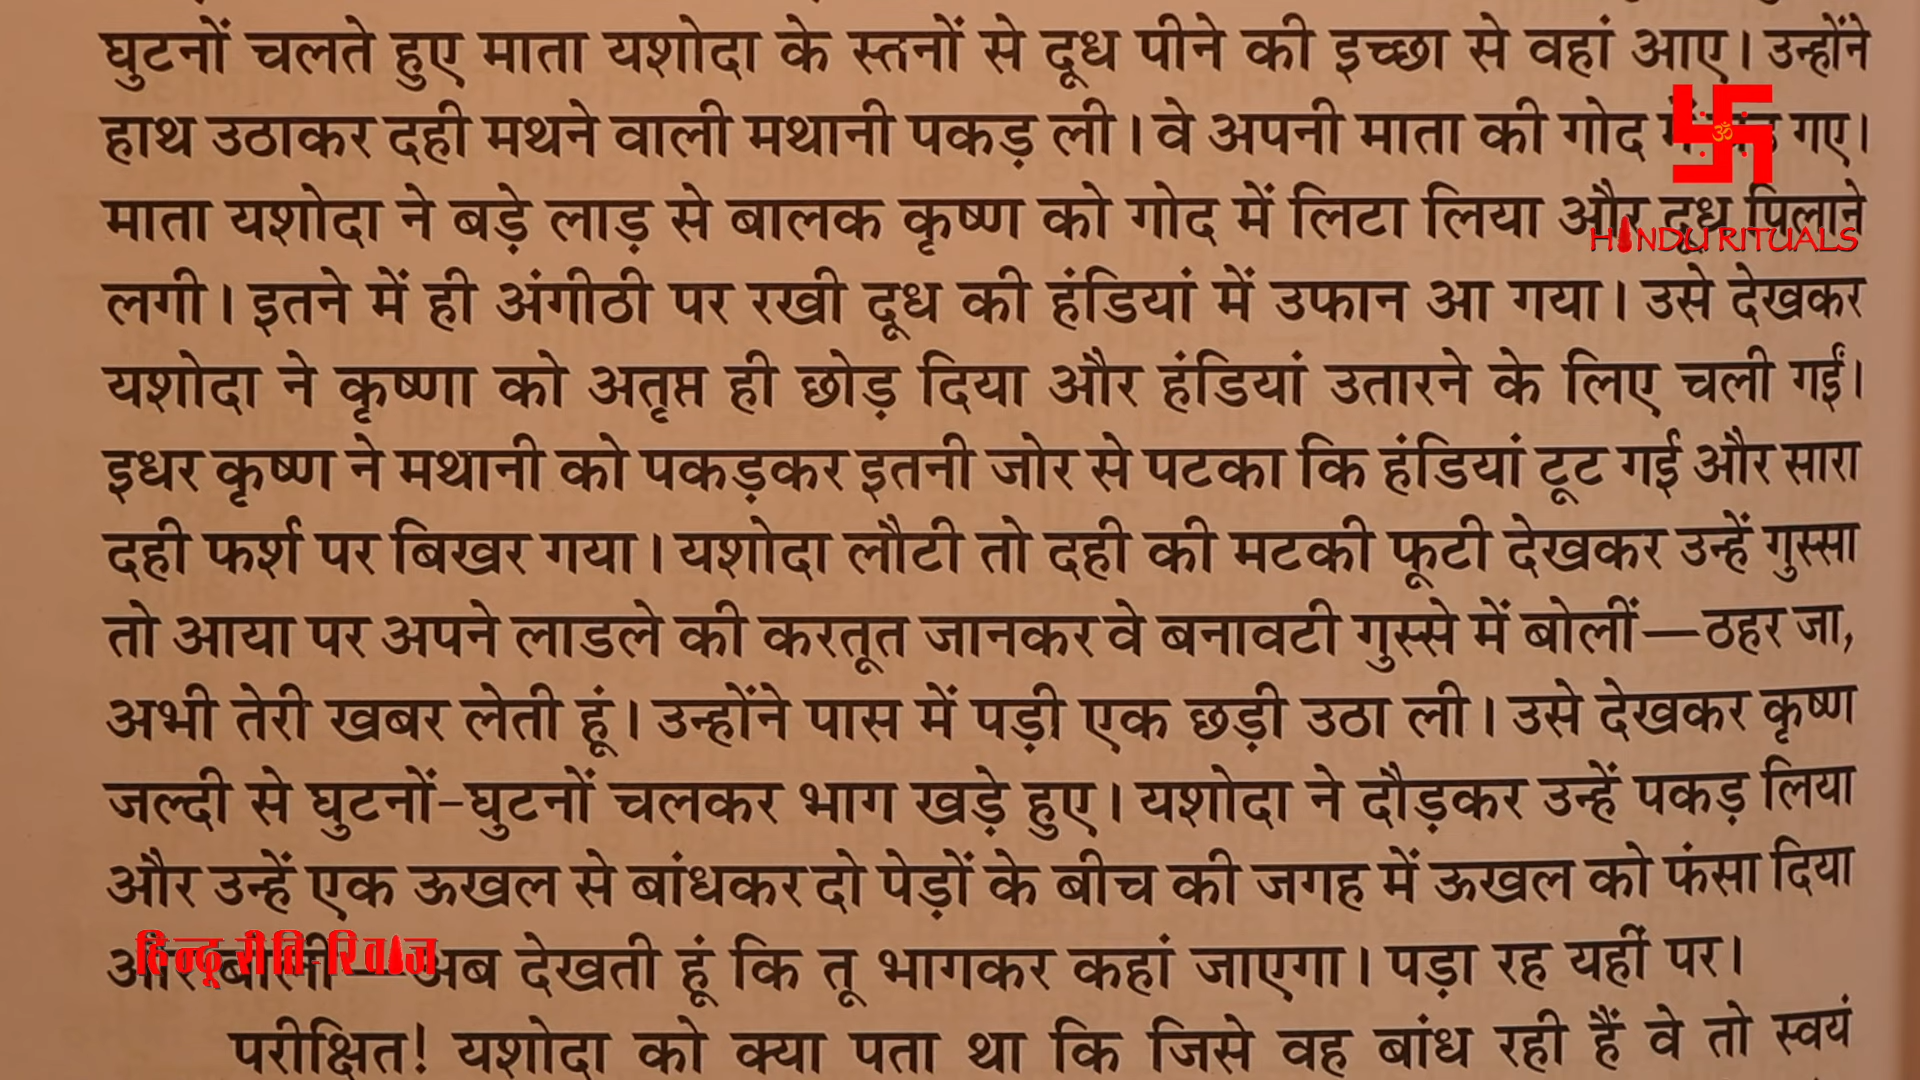 घुटनों चलते हुए माता यशोदा के स्तनों से दूध पीने की इच्छा से वहां आए। उन्होंने
हाथ उठाकर दही मथने वाली मथानी पकड़ ली। वे अपनी माता की गोद में गए।
माता यशोदा ने बड़े लाड़ से बालक कृष्ण को गोद में लिटा लिया और दूध पिलाने
HINDU RITUALS
लगी। इतने में ही अंगीठी पर रखी दूध की हंडियां में उफान आ गया। उसे देखकर
यशोदा ने कृष्णा को अतृप्त ही छोड़ दिया और हंडियां उतारने के लिए चली गईं।
इधर कृष्ण ने मथानी को पकड़कर इतनी जोर से पटका कि हंडियां टूट गई और सारा
दही फर्श पर बिखर गया। यशोदा लौटी तो दही की मटकी फूटी देखकर उन्हें गुस्सा
तो आया पर अपने लाडले की करतूत जानकर वे बनावटी गुस्से में बोलीं—ठहर जा,
अभी तेरी खबर लेती हूं। उन्होंने पास में पड़ी एक छड़ी उठा ली। उसे देखकर कृष्ण
जल्दी से घुटनों-घुटनों चलकर भाग खड़े हुए। यशोदा ने दौड़कर उन्हें पकड़ लिया
और उन्हें एक ऊखल से बांधकर दो पेड़ों के बीच की जगह में ऊखल को फंसा दिया
हिन्दू रीति-रिवाज
और बोली—अब देखती हूं कि तू भागकर कहां जाएगा। पड़ा रह यहीं पर।
परीक्षित! यशोदा को क्या पता था कि जिसे वह बांध रही हैं वे तो स्वयं